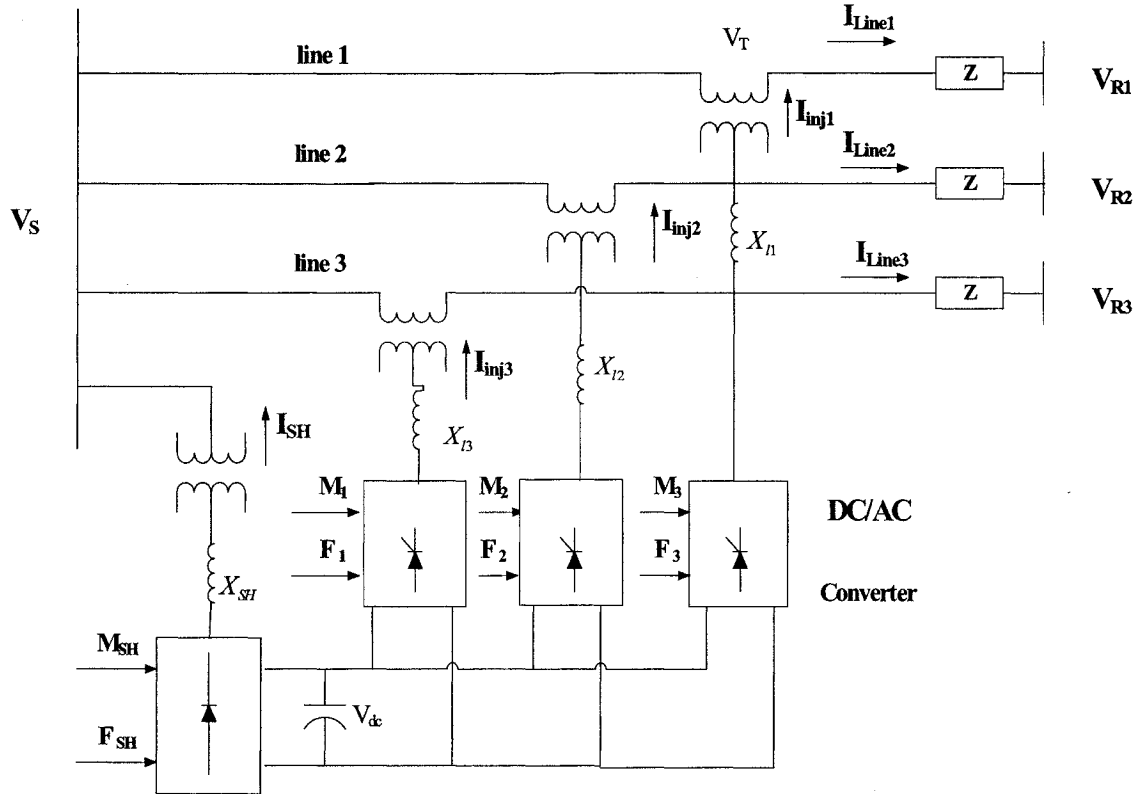 I_Line1
V_T
line 1
Z
V_R1
I_inj1
I_Line2
line 2
Z
V_R2
V_S
I_inj2
X_l1
I_Line3
line 3
Z
V_R3
I_inj3
X_l2
I_SH
X_l3
M_1
M_2
M_3
DC/AC
F_1
F_2
F_3
Converter
X_SH
M_SH
V_dc
F_SH